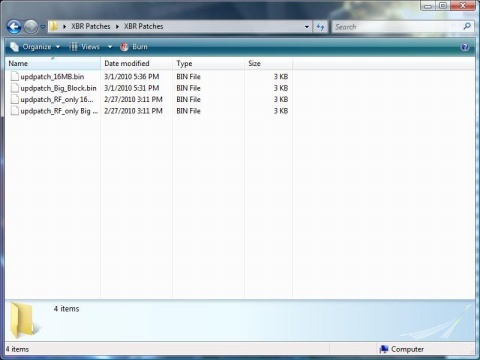 XBR Patches XBR Patches Search
Organize Views Burn
Name Date modified Type Size
updpatch_16MB.bin 3/1/2010 5:36 PM BIN File 3 KB
updpatch_Big_Block.bin 3/1/2010 5:31 PM BIN File 3 KB
updpatch_RF_only 16... 2/27/2010 3:11 PM BIN File 3 KB
updpatch_RF_only Big ... 2/27/2010 3:11 PM BIN File 3 KB
4 items
4 items Computer